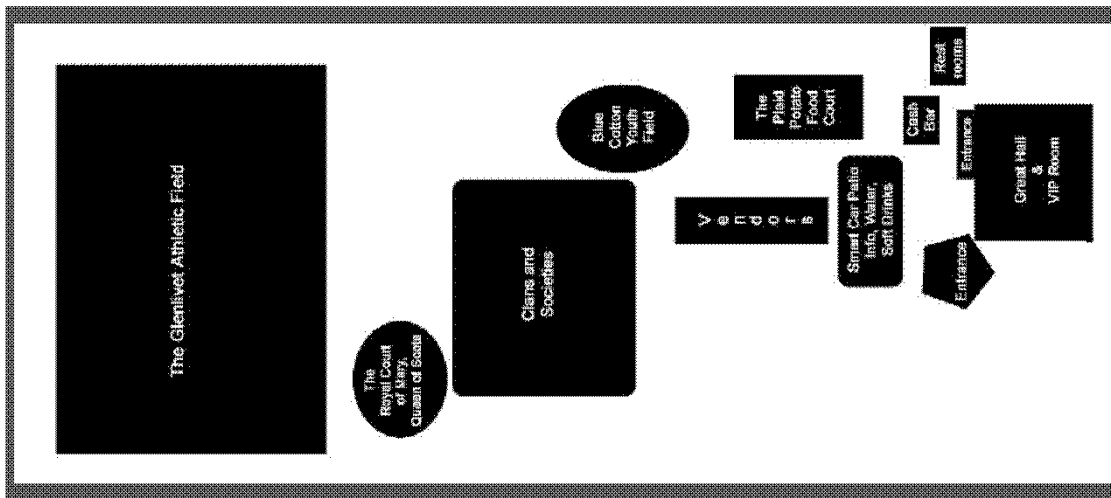 The Glenlivet Athletic Field
The
Royal Court
of Mary,
Queen of Scots
Clans and
Societies
Blue
Cotton
Youth
Field
V
e
n
d
o
r
s
The
Plaid
Potato
Food
Court
Smart Car Patio
Info, Water,
Soft Drinks
Cash
Bar
Rest
rooms
Entrance
Entrance
Great Hall
&
VIP Room